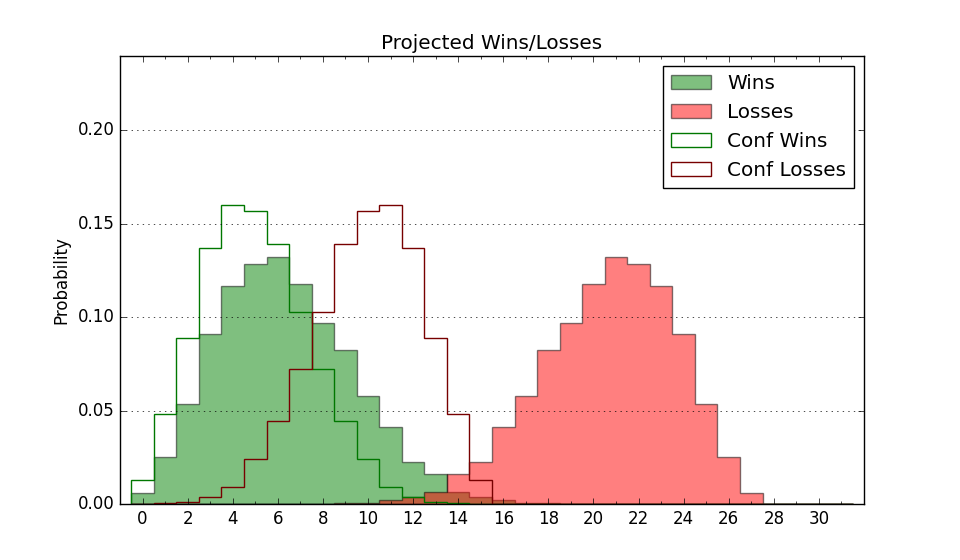 Projected Wins/Losses
Wins
Losses
Conf Wins
Conf Losses
Probability
0.20
0.15
0.10
0.05
0.00
0 2 4 6 8 10 12 14 16 18 20 22 24 26 28 30